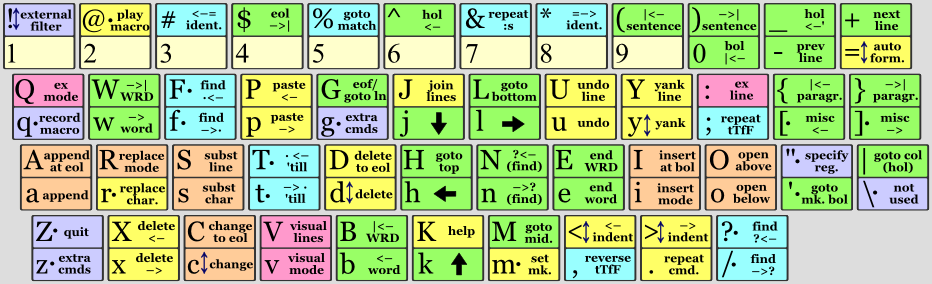 ! external filter @· play macro # <-= ident. $ eol ->| % goto match ^ hol <- & repeat :s * =-> ident. ( |<- sentence ) ->| sentence _ hol <-' + next line
1 2 3 4 5 6 7 8 9 0 bol |<- - prev line = auto form.
Q ex mode W ->| WRD F· find ·<- P paste <- G eof/ goto ln J join lines L goto bottom U undo line Y yank line : ex line { |<- paragr. } ->| paragr.
q· record macro w -> word f· find ->· p paste -> g· extra cmds j l u undo y yank ; repeat tTfF [· misc <- ]· misc ->
A append at eol R replace mode S subst line T· ·<- 'till D delete to eol H goto top N ?<- (find) E end WRD I insert at bol O open above "· specify reg. | goto col (hol)
a append r· replace char. s subst char t· ->· 'till d delete h n ->? (find) e end word i insert mode o open below '· goto mk. bol \· not used
Z· quit X delete <- C change to eol V visual lines B |<- WRD K help M goto mid. < <- indent > -> indent ?· find ?<-
z· extra cmds x delete -> c change v visual mode b <- word k m· set mk. , reverse tTfF . repeat cmd. /· find ->?